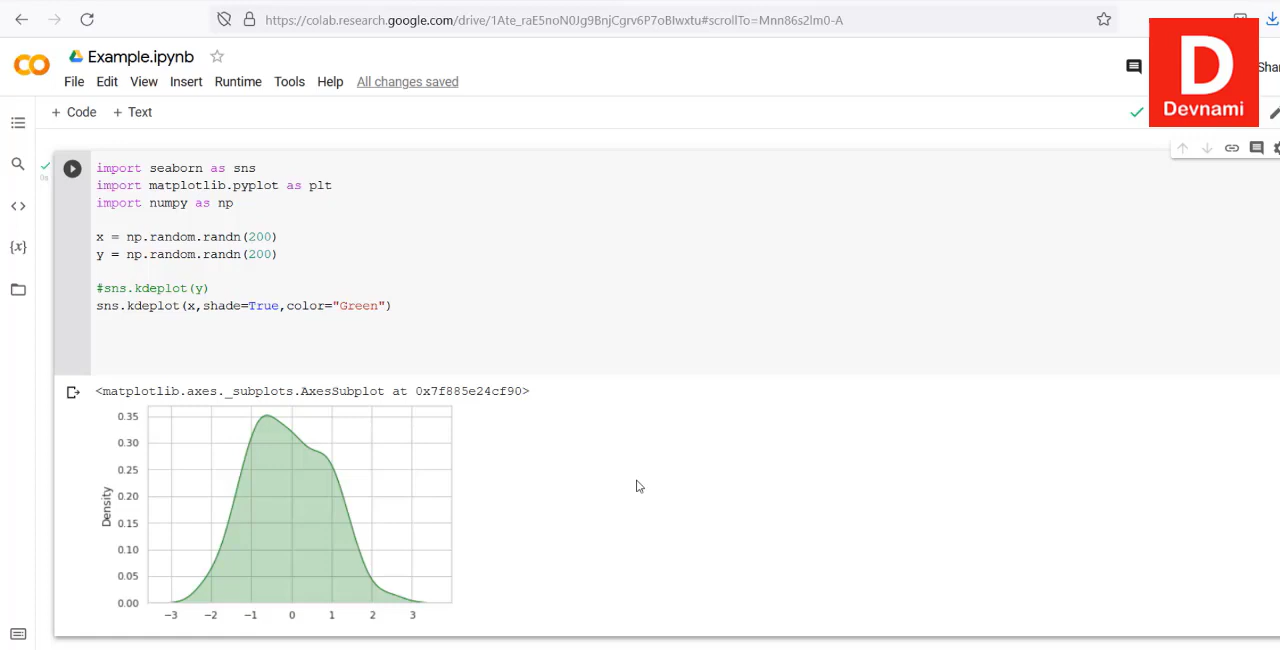 https://colab.research.google.com/drive/1Ate_raE5noN0Jg9BnjCgrv6P7oBIwxtu#scrollTo=Mnn86s2lm0-A
Example.ipynb
File Edit View Insert Runtime Tools Help All changes saved
Shar
D
Devnami
+ Code + Text
{x}
0s
import seaborn as sns
import matplotlib.pyplot as plt
import numpy as np
x = np.random.randn(200)
y = np.random.randn(200)
#sns.kdeplot(y)
sns.kdeplot(x,shade=True,color="Green")
<matplotlib.axes._subplots.AxesSubplot at 0x7f885e24cf90>
0.35
0.30
0.25
0.20
0.15
0.10
0.05
0.00
Density
−3 −2 −1 0 1 2 3